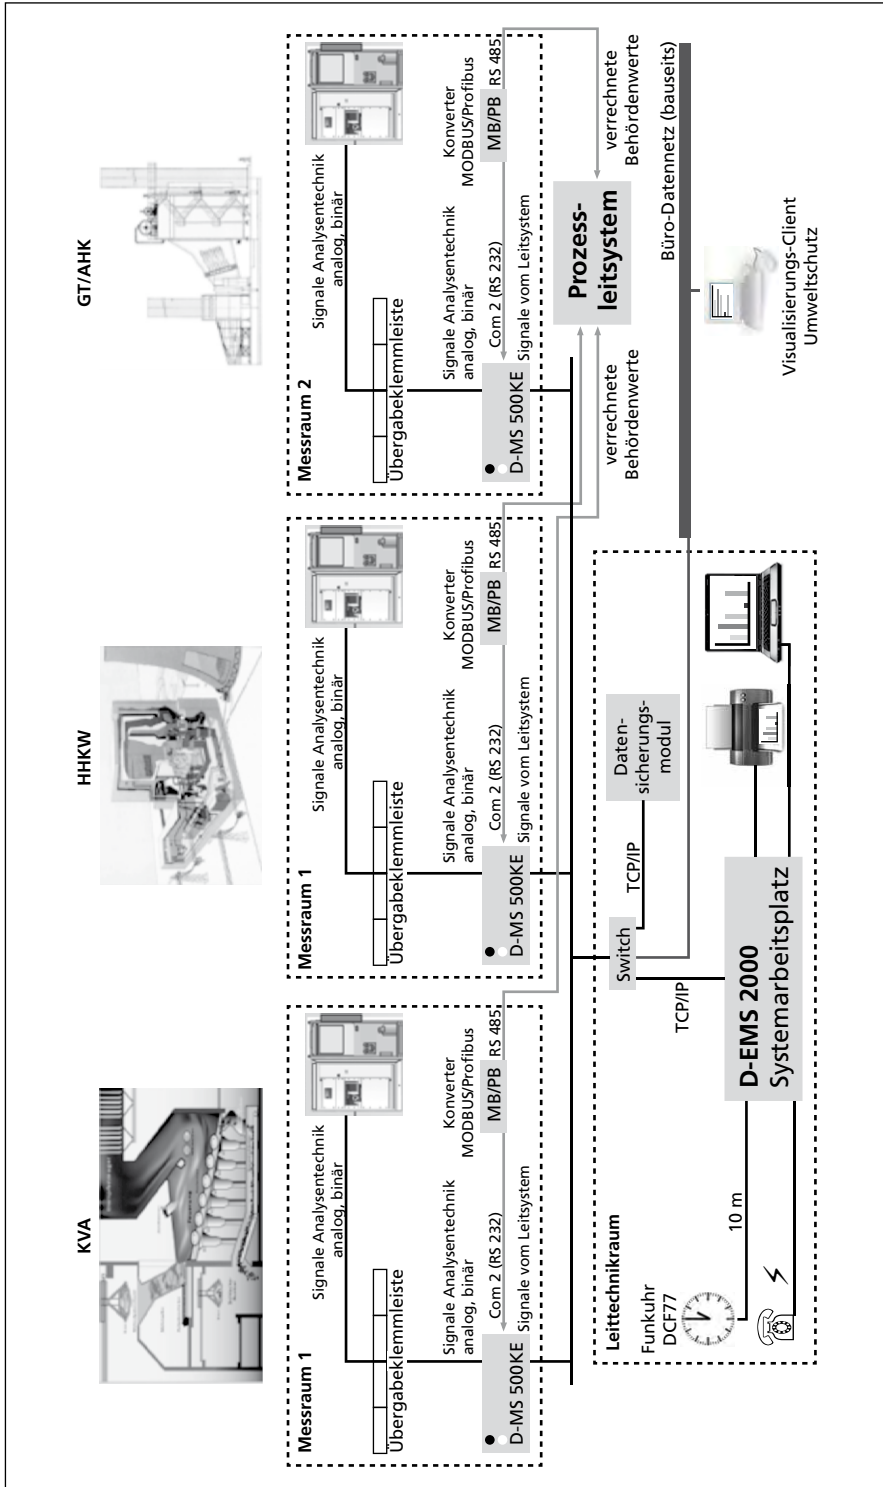 KVA
HHKW
GT/AHK
Messraum 1
Signale Analysentechnik
analog, binär
Übergabeklemmleiste
Signale Analysentechnik
analog, binär
Konverter
MODBUS/Profibus
D-MS 500KE
Com 2 (RS 232)
MB/PB
RS 485
Signale vom Leitsystem
Messraum 1
Signale Analysentechnik
analog, binär
Übergabeklemmleiste
Signale Analysentechnik
analog, binär
Konverter
MODBUS/Profibus
D-MS 500KE
Com 2 (RS 232)
MB/PB
RS 485
Signale vom Leitsystem
Messraum 2
Signale Analysentechnik
analog, binär
Übergabeklemmleiste
Signale Analysentechnik
analog, binär
Konverter
MODBUS/Profibus
D-MS 500KE
Com 2 (RS 232)
MB/PB
RS 485
Signale vom Leitsystem
verrechnete
Behördenwerte
Prozess-
leitsystem
verrechnete
Behördenwerte
Büro-Datennetz (bauseits)
Visualisierungs-Client
Umweltschutz
Leittechnikraum
Funkuhr
DCF77
10 m
Switch
TCP/IP
TCP/IP
Daten-
sicherungs-
modul
D-EMS 2000
Systemarbeitsplatz